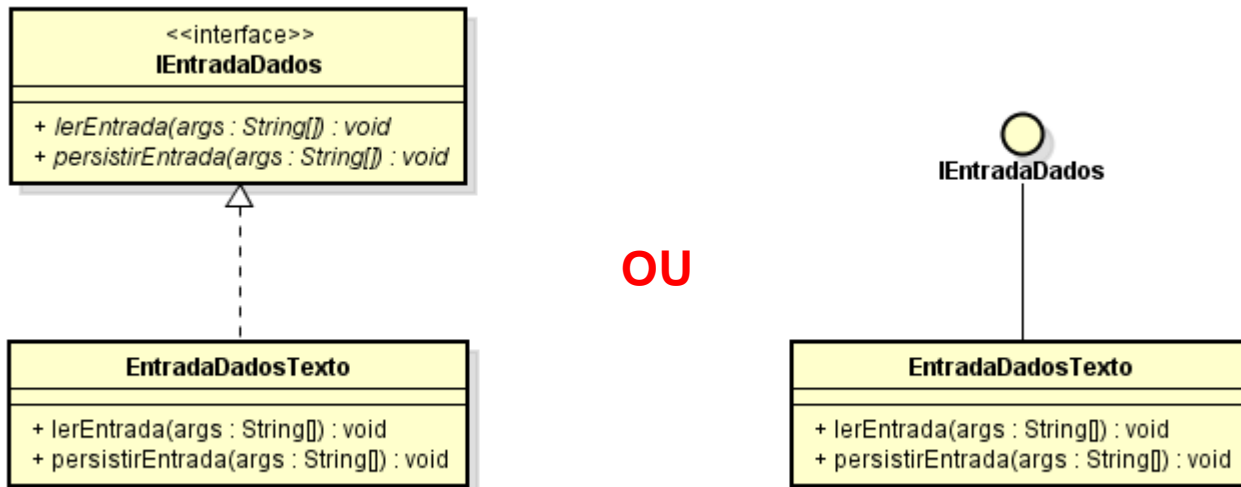 <<interface>>
IEntradaDados
+ lerEntrada(args : String[]) : void
+ persistirEntrada(args : String[]) : void
EntradaDadosTexto
+ lerEntrada(args : String[]) : void
+ persistirEntrada(args : String[]) : void
OU
IEntradaDados
EntradaDadosTexto
+ lerEntrada(args : String[]) : void
+ persistirEntrada(args : String[]) : void